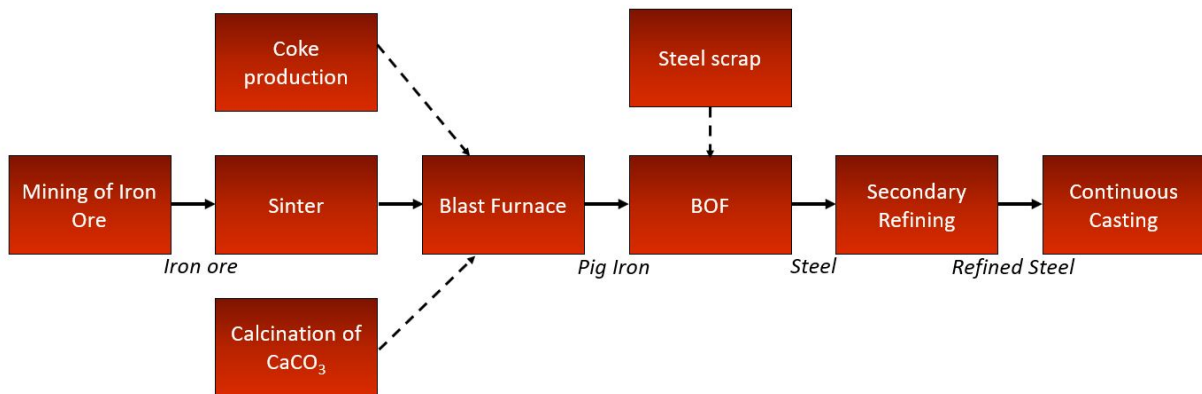 Coke
production
Steel scrap
Mining of Iron
Ore
Sinter
Blast Furnace
BOF
Secondary
Refining
Continuous
Casting
Iron ore
Pig Iron
Steel
Refined Steel
Calcination of
CaCO₃